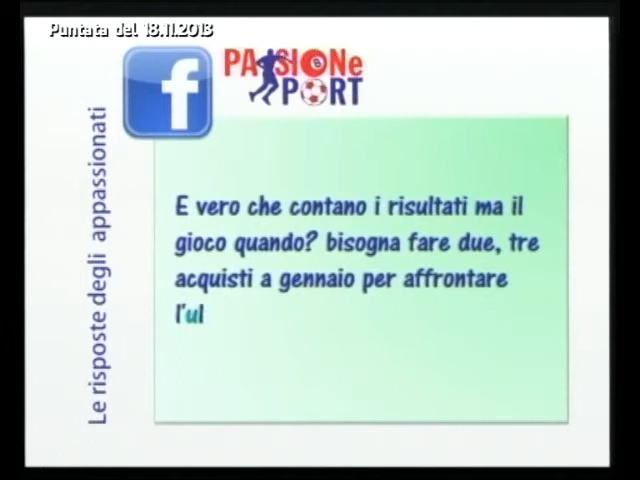 Puntata del 18.11.2013
PASSIONe
SPORT
Le risposte degli appassionati
E vero che contano i risultati ma il
gioco quando? bisogna fare due, tre
acquisti a gennaio per affrontare
l'ul